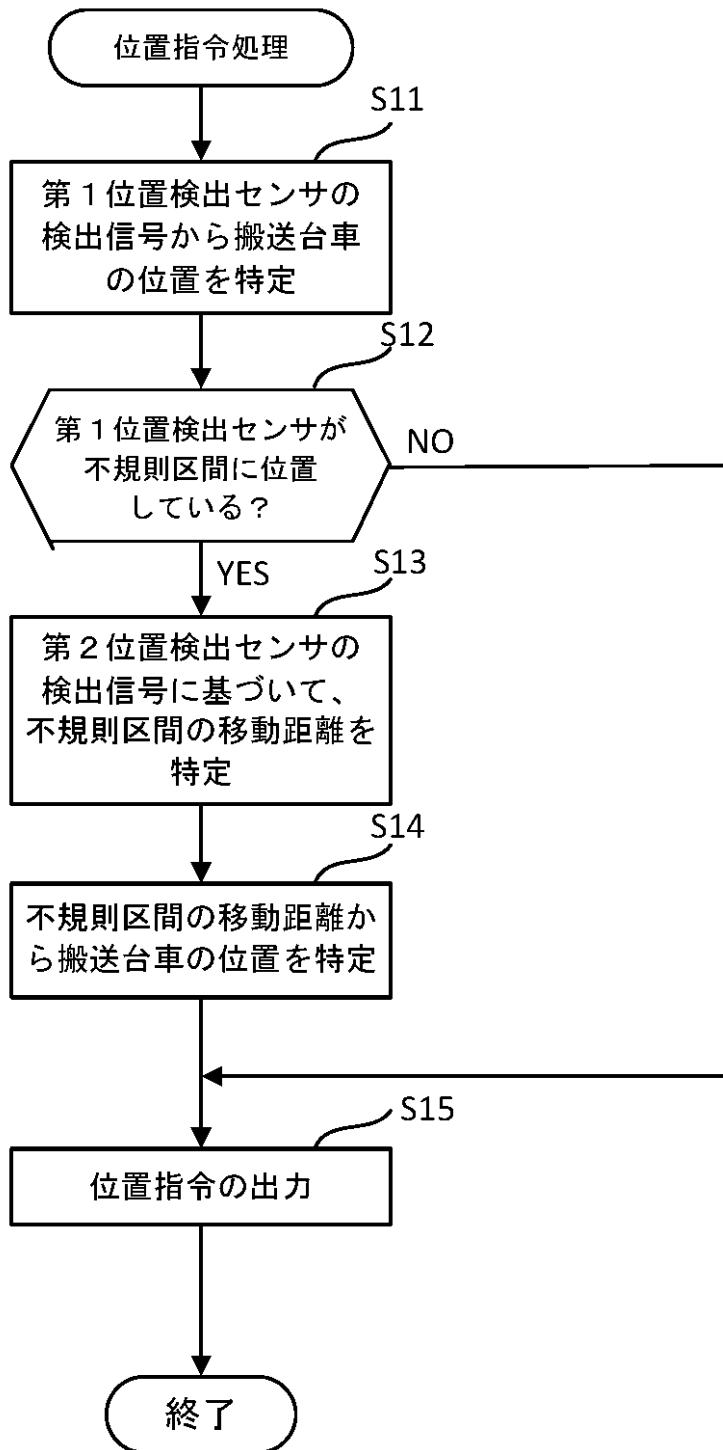 位置指令処理
S11
第１位置検出センサの
検出信号から搬送台車
の位置を特定
S12
第１位置検出センサが
不規則区間に位置
している？
NO
YES
S13
第２位置検出センサの
検出信号に基づいて、
不規則区間の移動距離を
特定
S14
不規則区間の移動距離か
ら搬送台車の位置を特定
S15
位置指令の出力
終了